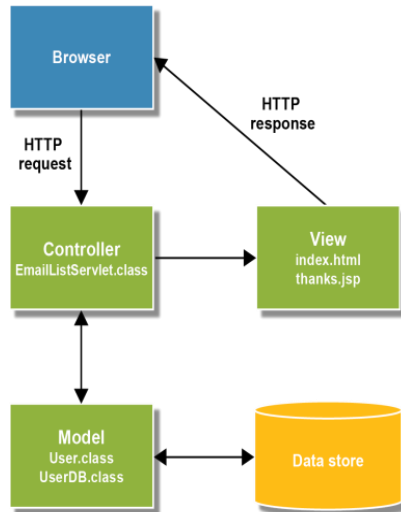 Browser
HTTP
request
HTTP
response
Controller
EmailListServlet.class
View
index.html
thanks.jsp
Model
User.class
UserDB.class
Data store